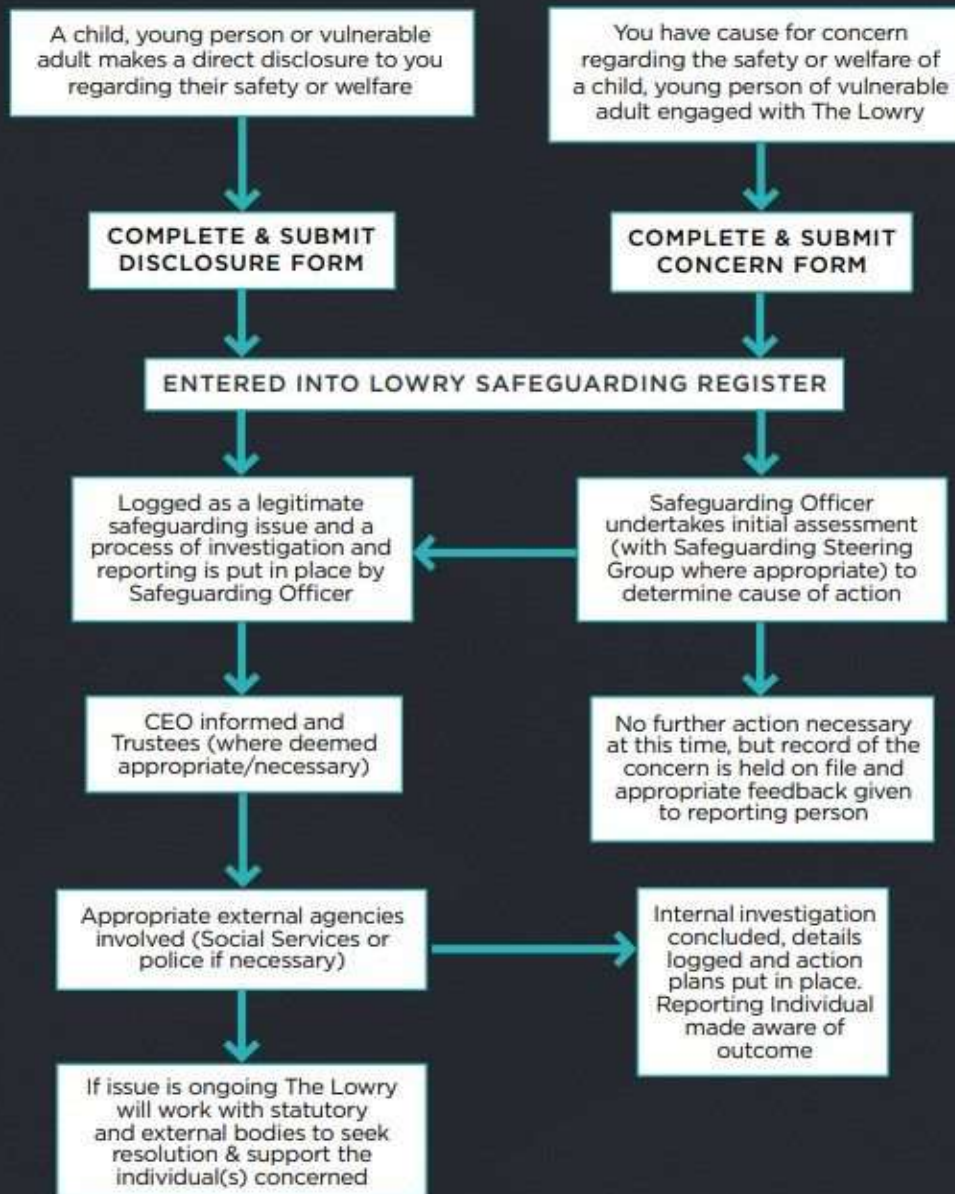 A child, young person or vulnerable
adult makes a direct disclosure to you
regarding their safety or welfare
You have cause for concern
regarding the safety or welfare of
a child, young person of vulnerable
adult engaged with The Lowry
COMPLETE & SUBMIT
DISCLOSURE FORM
COMPLETE & SUBMIT
CONCERN FORM
ENTERED INTO LOWRY SAFEGUARDING REGISTER
Logged as a legitimate
safeguarding issue and a
process of investigation and
reporting is put in place by
Safeguarding Officer
Safeguarding Officer
undertakes initial assessment
(with Safeguarding Steering
Group where appropriate) to
determine cause of action
CEO informed and
Trustees (where deemed
appropriate/necessary)
No further action necessary
at this time, but record of the
concern is held on file and
appropriate feedback given
to reporting person
Appropriate external agencies
involved (Social Services or
police if necessary)
Internal investigation
concluded, details
logged and action
plans put in place.
Reporting Individual
made aware of
outcome
If issue is ongoing The Lowry
will work with statutory
and external bodies to seek
resolution & support the
individual(s) concerned